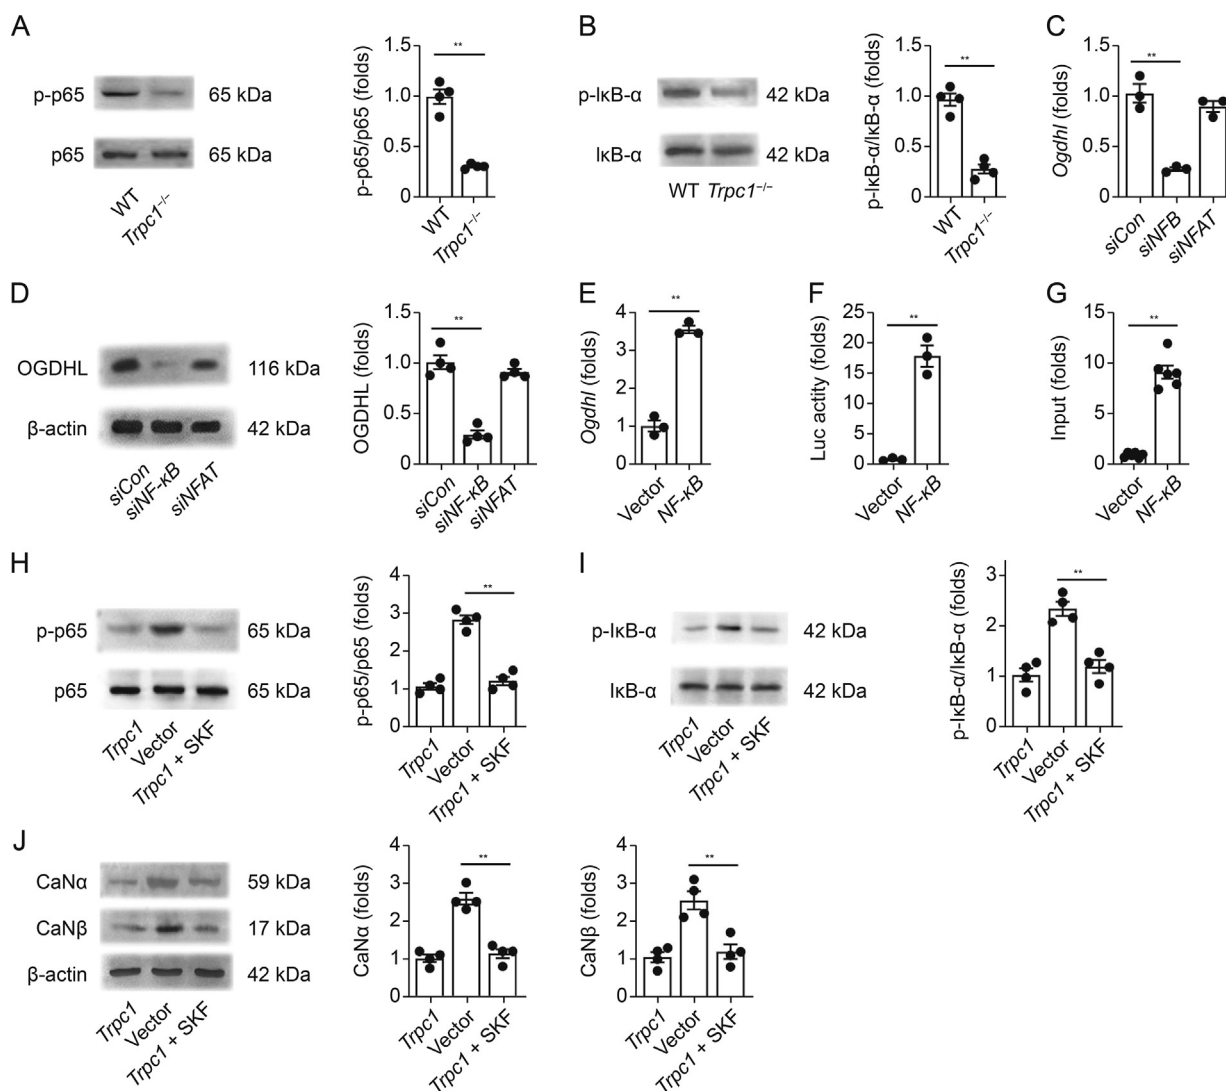 A
p-p65
65 kDa
p65
65 kDa
WT
Trpc1⁻/⁻
p-p65/p65 (folds)
1.5
1.0
0.5
0
**
WT
Trpc1⁻/⁻
B
p-IκB-α
42 kDa
IκB-α
42 kDa
WT Trpc1⁻/⁻
p-IκB-α/IκB-α (folds)
1.5
1.0
0.5
0
**
WT
Trpc1⁻/⁻
C
Ogdhl (folds)
1.5
1.0
0.5
0
**
siCon
siNFB
siNFAT
D
OGDHL
116 kDa
β-actin
42 kDa
siCon
siNF-κB
siNFAT
OGDHL (folds)
1.5
1.0
0.5
0
**
siCon
siNF-κB
siNFAT
E
Ogdhl (folds)
4
3
2
1
0
**
Vector
NF-κB
F
Luc actity (folds)
25
20
15
10
5
0
**
Vector
NF-κB
G
Input (folds)
15
10
5
0
**
Vector
NF-κB
H
p-p65
65 kDa
p65
65 kDa
Trpc1
Vector
Trpc1 + SKF
p-p65/p65 (folds)
4
3
2
1
0
**
Trpc1
Vector
Trpc1 + SKF
I
p-IκB-α
42 kDa
IκB-α
42 kDa
Trpc1
Vector
Trpc1 + SKF
p-IκB-α/IκB-α (folds)
3
2
1
0
**
Trpc1
Vector
Trpc1 + SKF
J
CaNα
59 kDa
CaNβ
17 kDa
β-actin
42 kDa
Trpc1
Vector
Trpc1 + SKF
CaNα (folds)
4
3
2
1
0
**
Trpc1
Vector
Trpc1 + SKF
CaNβ (folds)
4
3
2
1
0
**
Trpc1
Vector
Trpc1 + SKF